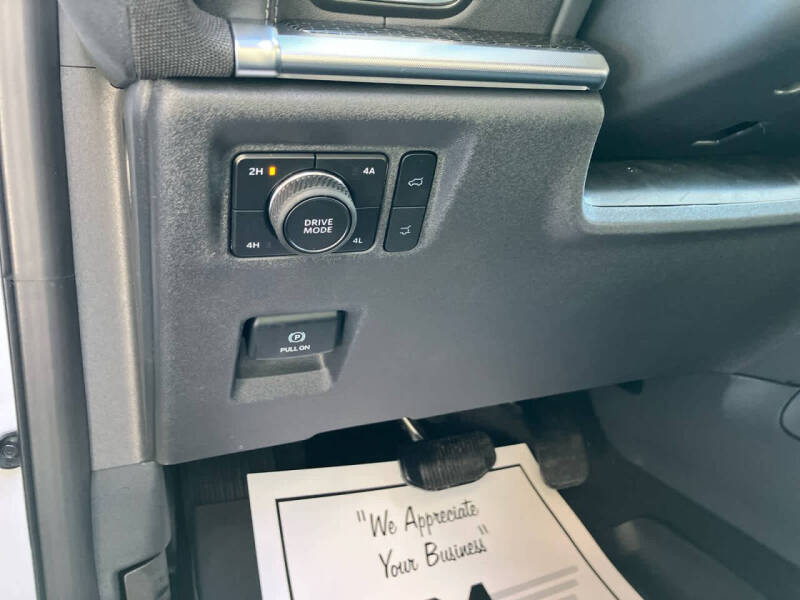 2H
4A
DRIVE
MODE
4H
4L
P
PULL ON
"We Appreciate
Your Business"